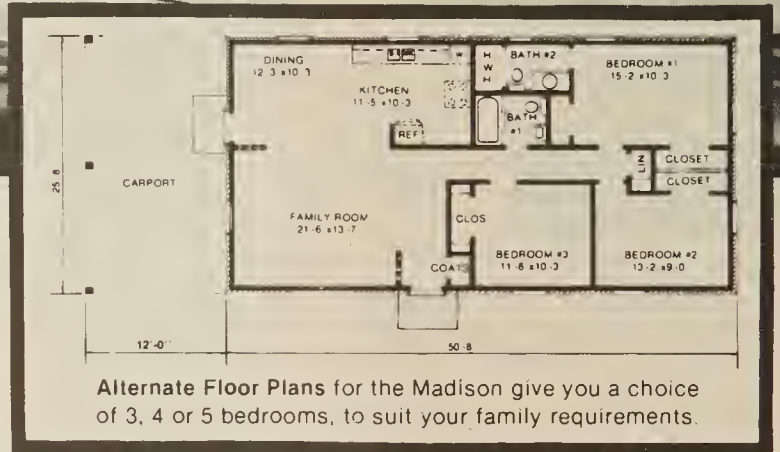 DINING
12-3 x10-3
KITCHEN
11-5 x10-3
REF
W
H
W
H
BATH #2
BATH
#1
BEDROOM #1
15-2 x10-3
LIN
CLOSET
CLOSET
25-8
CARPORT
FAMILY ROOM
21-6 x13-7
CLOS
COATS
BEDROOM #3
11-6 x10-3
BEDROOM #2
13-2 x9-0
12'-0"
50-8
Alternate Floor Plans for the Madison give you a choice
of 3, 4 or 5 bedrooms, to suit your family requirements.